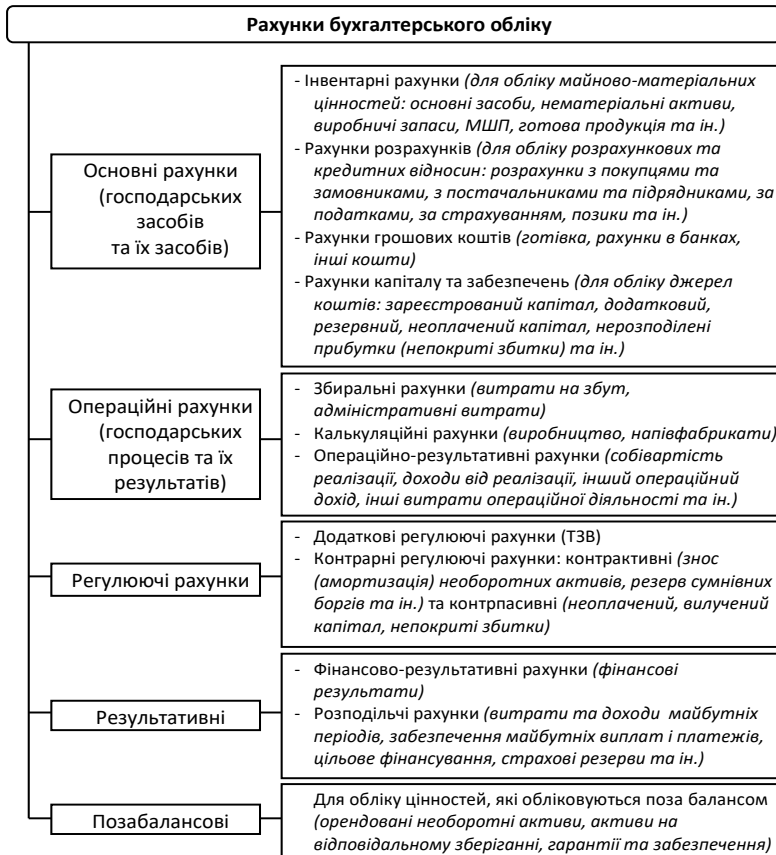 Рахунки бухгалтерського обліку
Основні рахунки
(господарських
засобів
та їх засобів)
- Інвентарні рахунки (для обліку майново-матеріальних
цінностей: основні засоби, нематеріальні активи,
виробничі запаси, МШП, готова продукція та ін.)
- Рахунки розрахунків (для обліку розрахункових та
кредитних відносин: розрахунки з покупцями та
замовниками, з постачальниками та підрядниками, за
податками, за страхуванням, позики та ін.)
- Рахунки грошових коштів (готівка, рахунки в банках,
інші кошти)
- Рахунки капіталу та забезпечень (для обліку джерел
коштів: зареєстрований капітал, додатковий,
резервний, неоплачений капітал, нерозподілені
прибутки (непокриті збитки) та ін.)
Операційні рахунки
(господарських
процесів та їх
результатів)
- Збиральні рахунки (витрати на збут,
адміністративні витрати)
- Калькуляційні рахунки (виробництво, напівфабрикати)
- Операційно-результативні рахунки (собівартість
реалізації, доходи від реалізації, інший операційний
дохід, інші витрати операційної діяльності та ін.)
Регулюючі рахунки
- Додаткові регулюючі рахунки (ТЗВ)
- Контрарні регулюючі рахунки: контрактивні (знос
(амортизація) необоротних активів, резерв сумнівних
боргів та ін.) та контрпасивні (неоплачений, вилучений
капітал, непокриті збитки)
Результативні
- Фінансово-результативні рахунки (фінансові
результати)
- Розподільчі рахунки (витрати та доходи майбутніх
періодів, забезпечення майбутніх виплат і платежів,
цільове фінансування, страхові резерви та ін.)
Позабалансові
Для обліку цінностей, які обліковуються поза балансом
(орендовані необоротні активи, активи на
відповідальному зберіганні, гарантії та забезпечення)